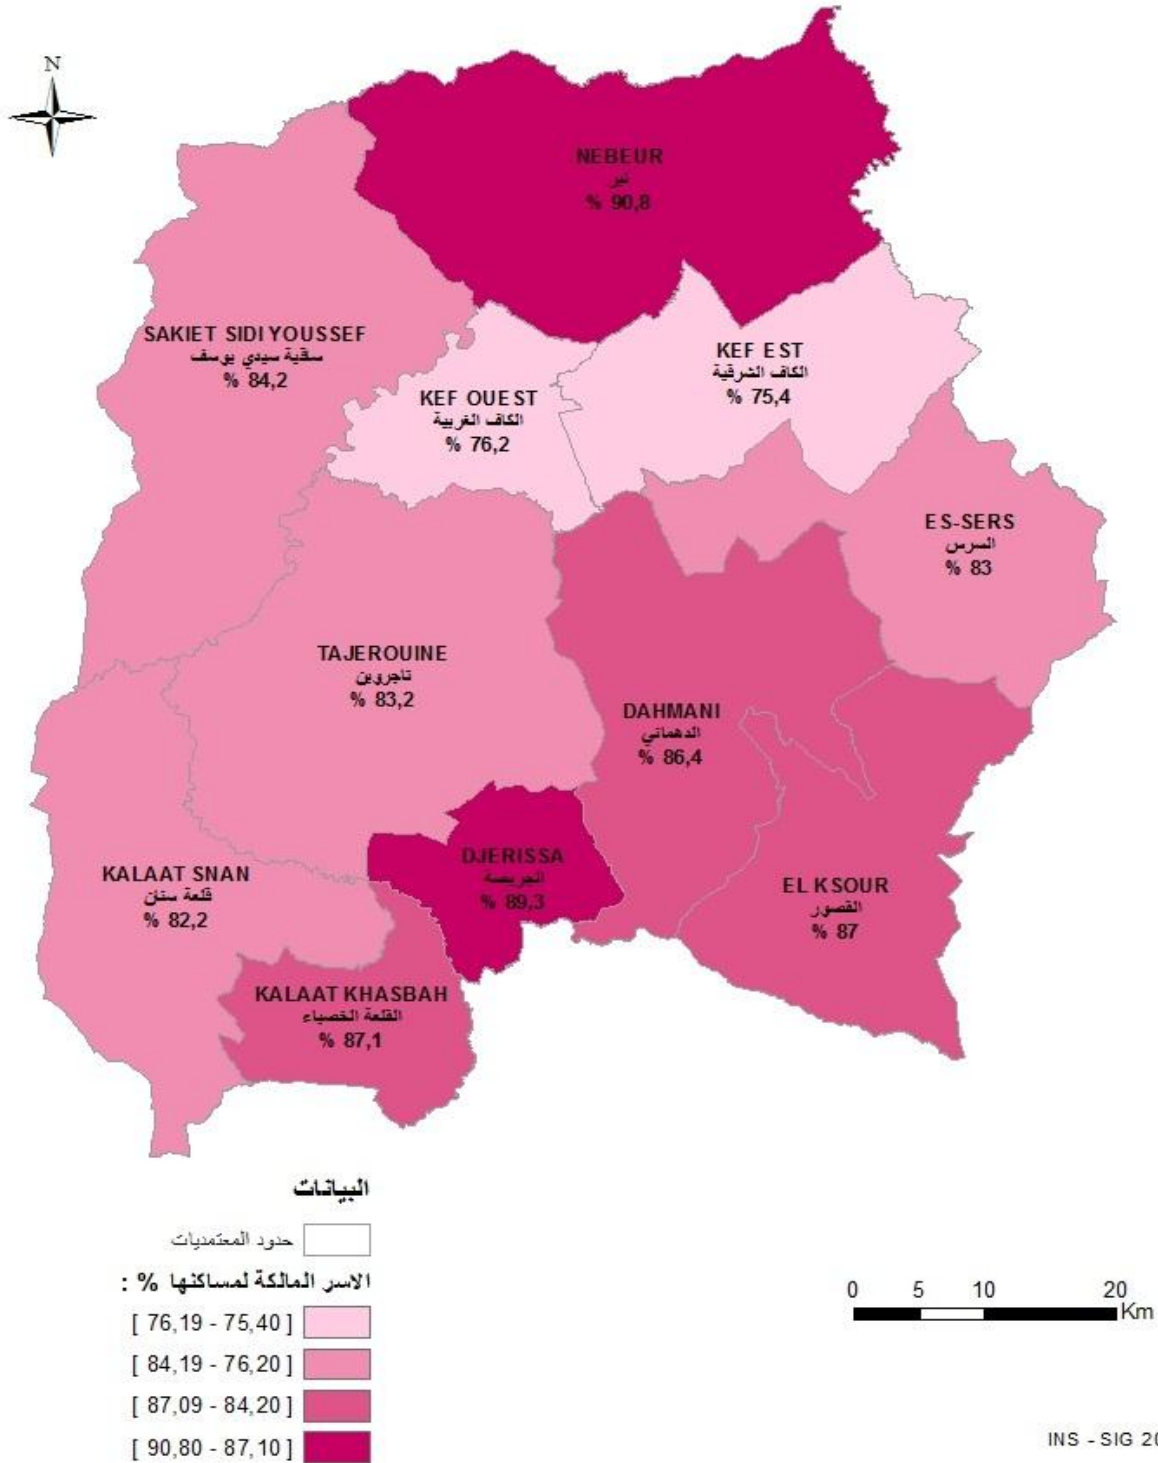 N
NEBEUR
نبر
% 90,8
SAKIET SIDI YOUSSEF
ساقية سيدي يوسف
% 84,2
KEF EST
الكاف الشرقية
% 75,4
KEF OUEST
الكاف الغربية
% 76,2
ES-SERS
السرس
% 83
TAJEROUINE
تاجروين
% 83,2
DAHMANI
الدهماني
% 86,4
DJERISSA
الجريصة
% 89,3
KALAAT SNAN
قلعة سنان
% 82,2
EL KSOUR
القصور
% 87
KALAAT KHASBAH
القلعة الخصباء
% 87,1
البيانات
حدود المعتمديات
الاسر المالكة لمساكنها % :
[ 76,19 - 75,40 ]
[ 84,19 - 76,20 ]
[ 87,09 - 84,20 ]
[ 90,80 - 87,10 ]
0 5 10 20
Km
INS - SIG 20